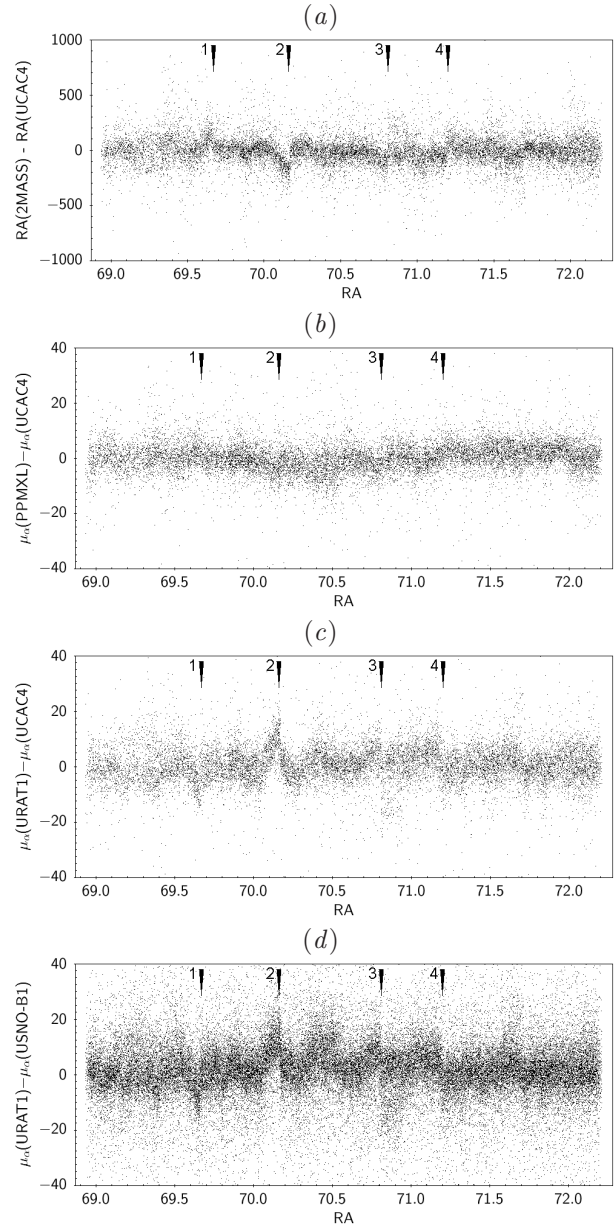 (a)
1 2 3 4
1000
500
0
−500
−1000
RA(2MASS) - RA(UCAC4)
69.0 69.5 70.0 70.5 71.0 71.5 72.0
RA
(b)
1 2 3 4
40
20
0
−20
−40
μα(PPMXL)−μα(UCAC4)
69.0 69.5 70.0 70.5 71.0 71.5 72.0
RA
(c)
1 2 3 4
40
20
0
−20
−40
μα(URAT1)−μα(UCAC4)
69.0 69.5 70.0 70.5 71.0 71.5 72.0
RA
(d)
1 2 3 4
40
20
0
−20
−40
μα(URAT1)−μα(USNO-B1)
69.0 69.5 70.0 70.5 71.0 71.5 72.0
RA